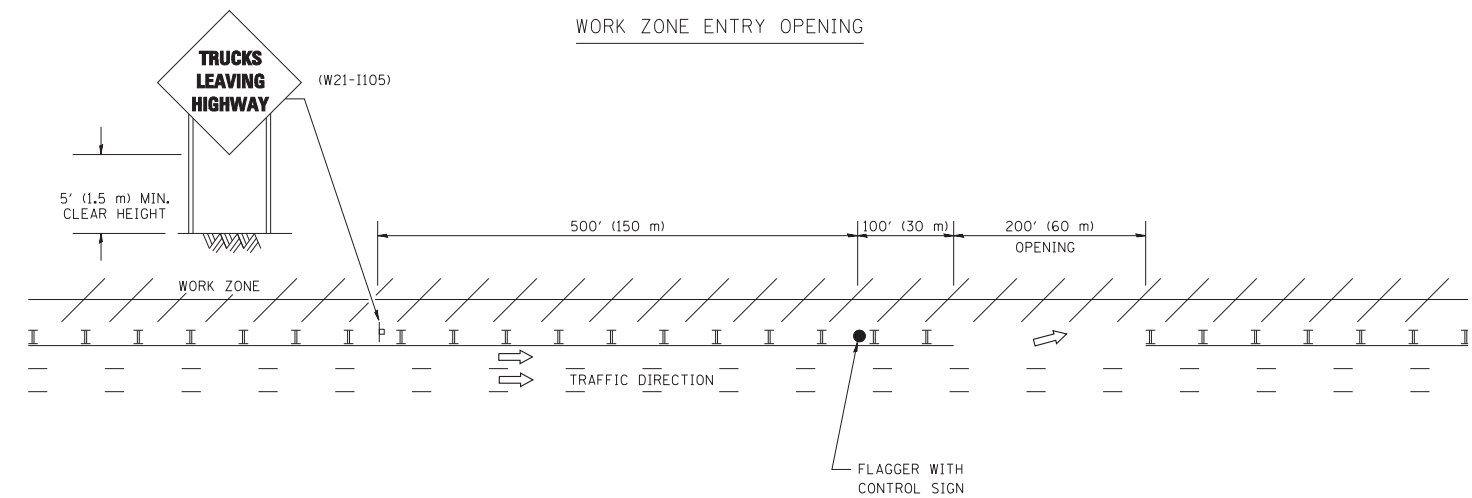 WORK ZONE ENTRY OPENING
TRUCKS
LEAVING
HIGHWAY
(W21-I105)
5' (1.5 m) MIN.
CLEAR HEIGHT
500' (150 m)
100' (30 m)
200' (60 m)
OPENING
WORK ZONE
TRAFFIC DIRECTION
FLAGGER WITH
CONTROL SIGN